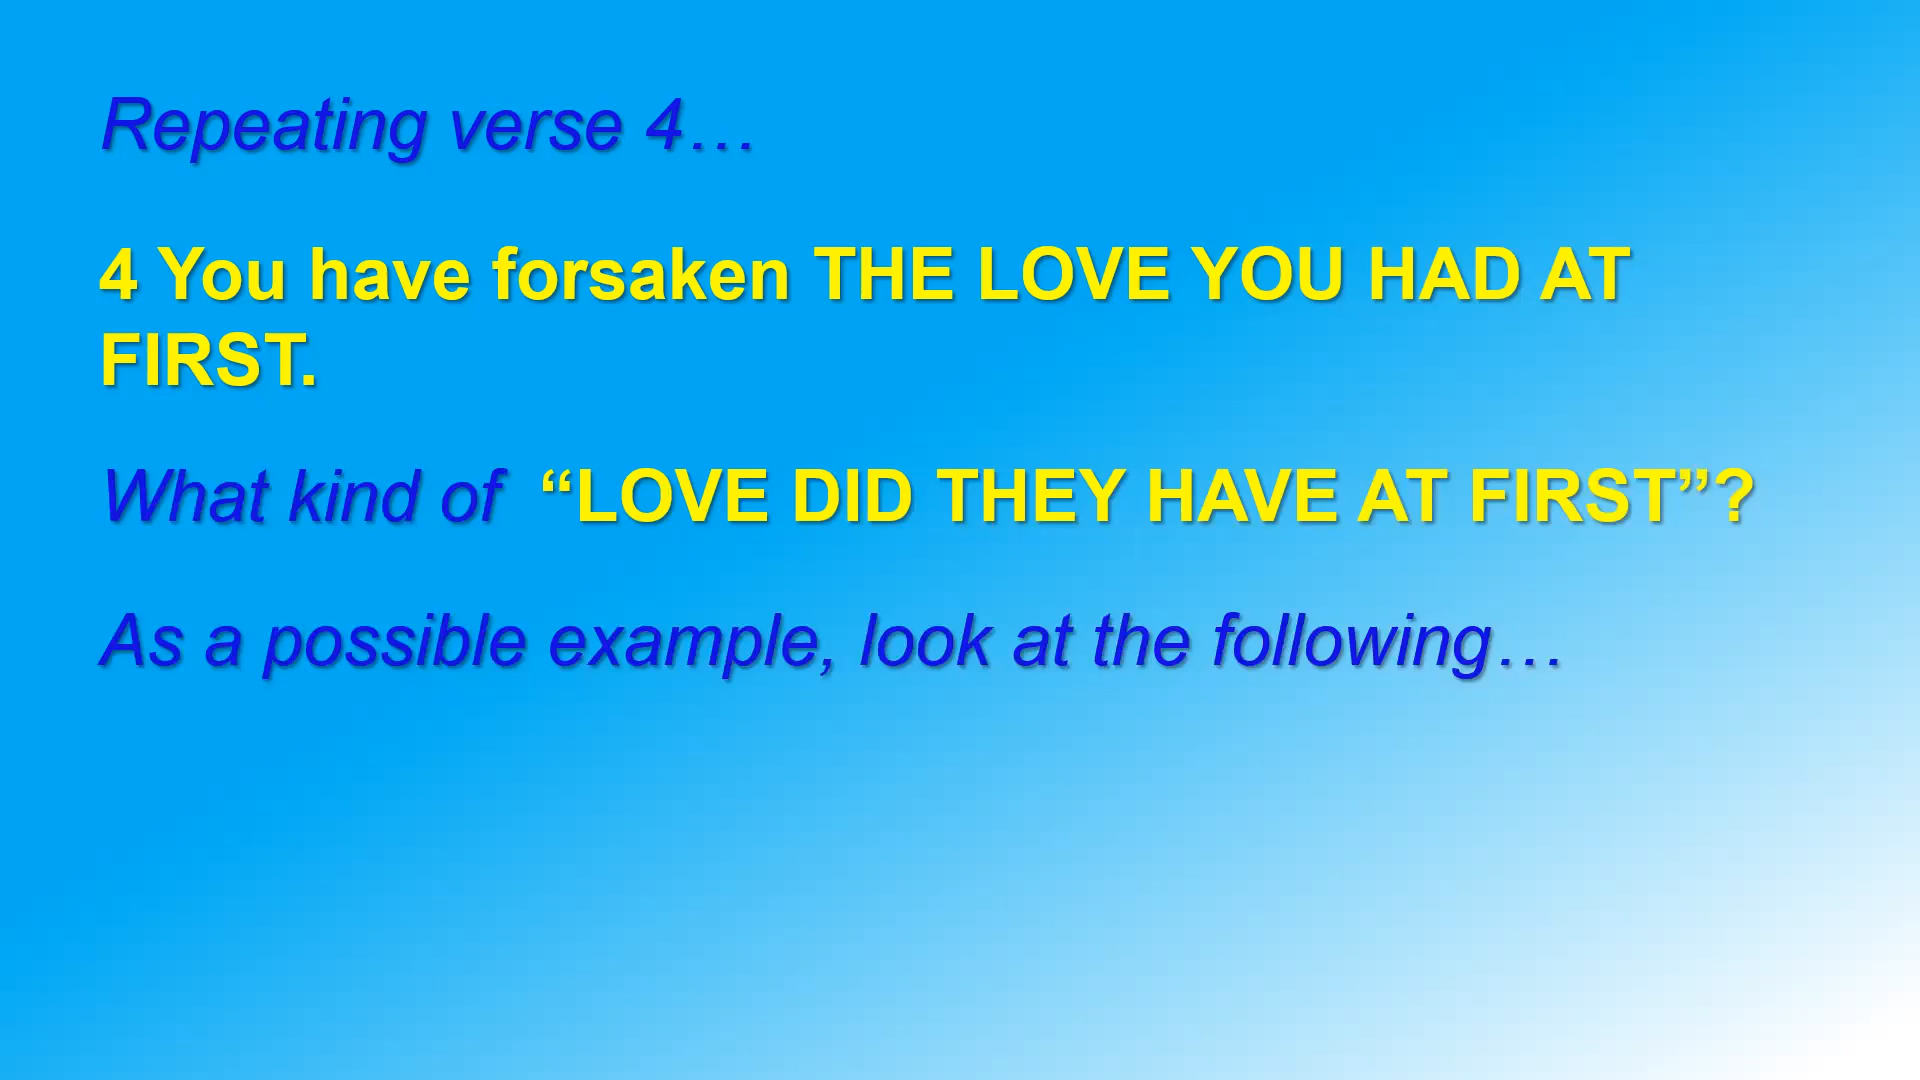 Repeating verse 4…
4 You have forsaken THE LOVE YOU HAD AT
FIRST.
What kind of “LOVE DID THEY HAVE AT FIRST”?
As a possible example, look at the following…